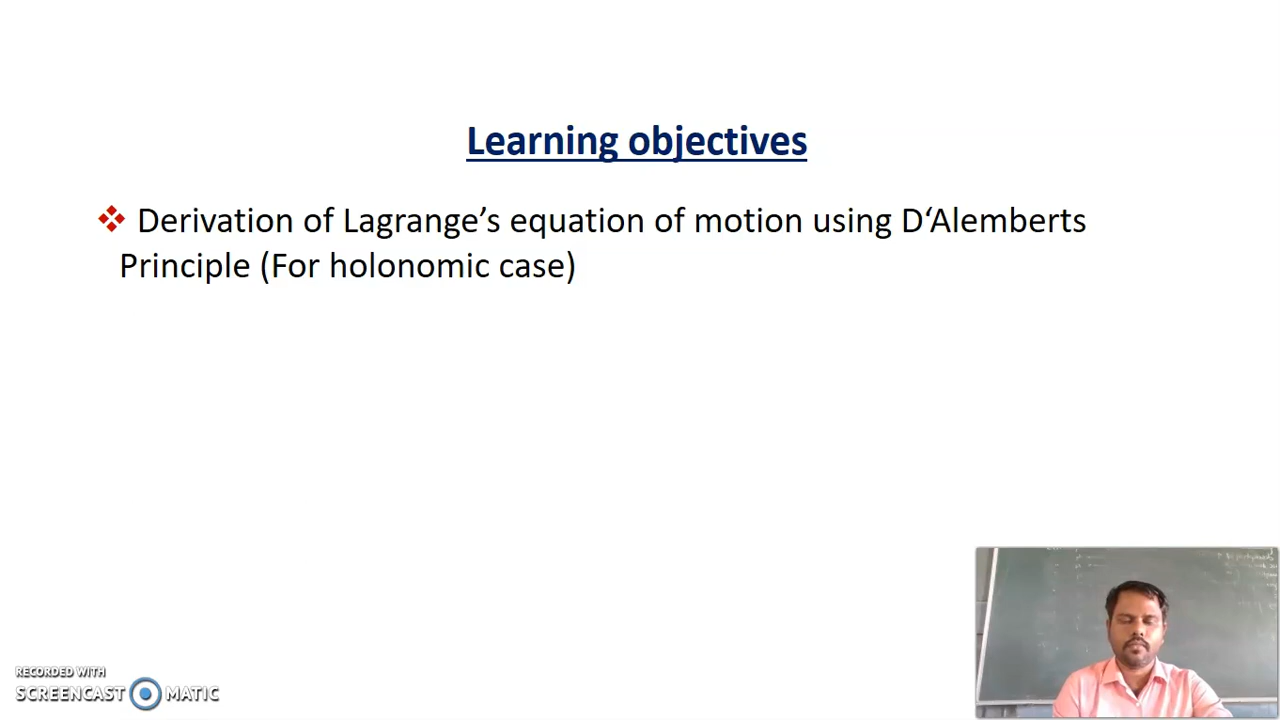 Learning objectives
❖ Derivation of Lagrange’s equation of motion using D‘Alemberts
Principle (For holonomic case)
RECORDED WITH
SCREENCAST MATIC